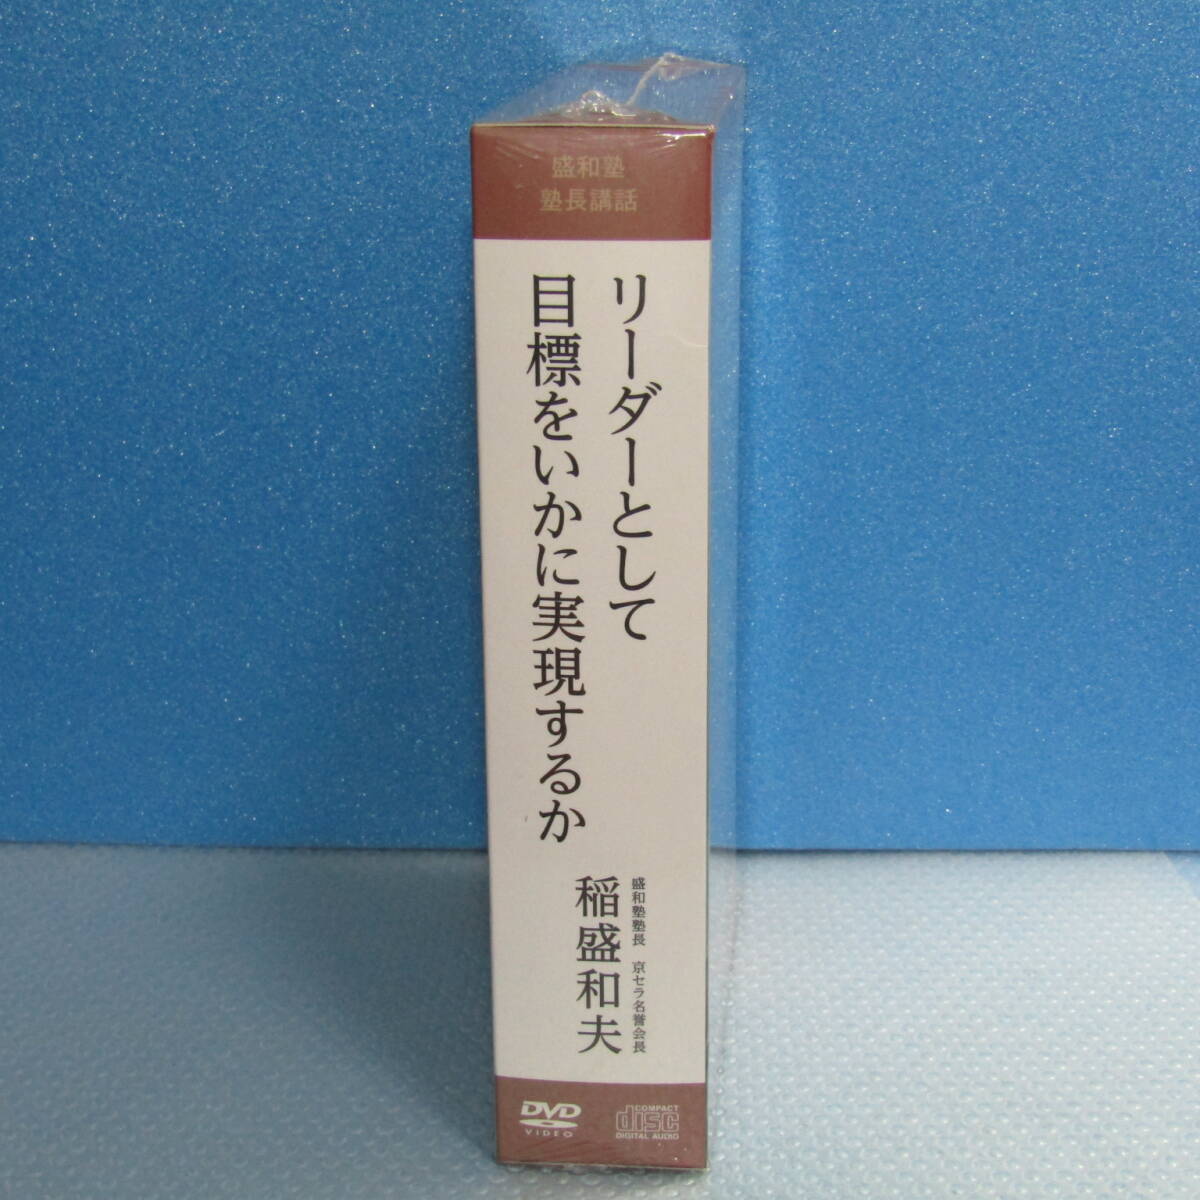 盛和塾
塾長講話
リーダーとして
目標をいかに実現するか
盛和塾塾長　京セラ名誉会長
稲盛和夫
DVD
VIDEO
COMPACT
disc
DIGITAL AUDIO